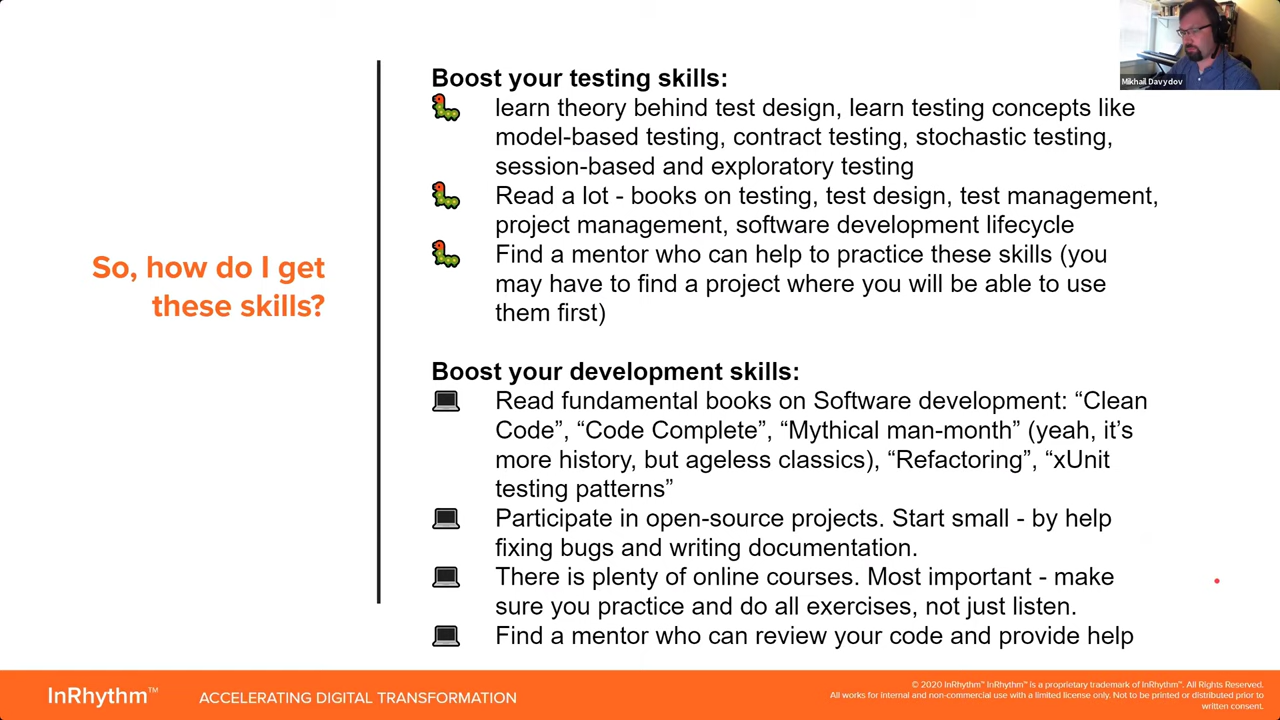 Mikhail Davydov
So, how do I get
these skills?
Boost your testing skills:
learn theory behind test design, learn testing concepts like
model-based testing, contract testing, stochastic testing,
session-based and exploratory testing
Read a lot - books on testing, test design, test management,
project management, software development lifecycle
Find a mentor who can help to practice these skills (you
may have to find a project where you will be able to use
them first)
Boost your development skills:
Read fundamental books on Software development: “Clean
Code”, “Code Complete”, “Mythical man-month” (yeah, it’s
more history, but ageless classics), “Refactoring”, “xUnit
testing patterns”
Participate in open-source projects. Start small - by help
fixing bugs and writing documentation.
There is plenty of online courses. Most important - make
sure you practice and do all exercises, not just listen.
Find a mentor who can review your code and provide help
InRhythm™
ACCELERATING DIGITAL TRANSFORMATION
© 2020 InRhythm™ InRhythm™ is a proprietary trademark of InRhythm™. All Rights Reserved.
All works for internal and non-commercial use with a limited license only. Not to be printed or distributed prior to
written consent.